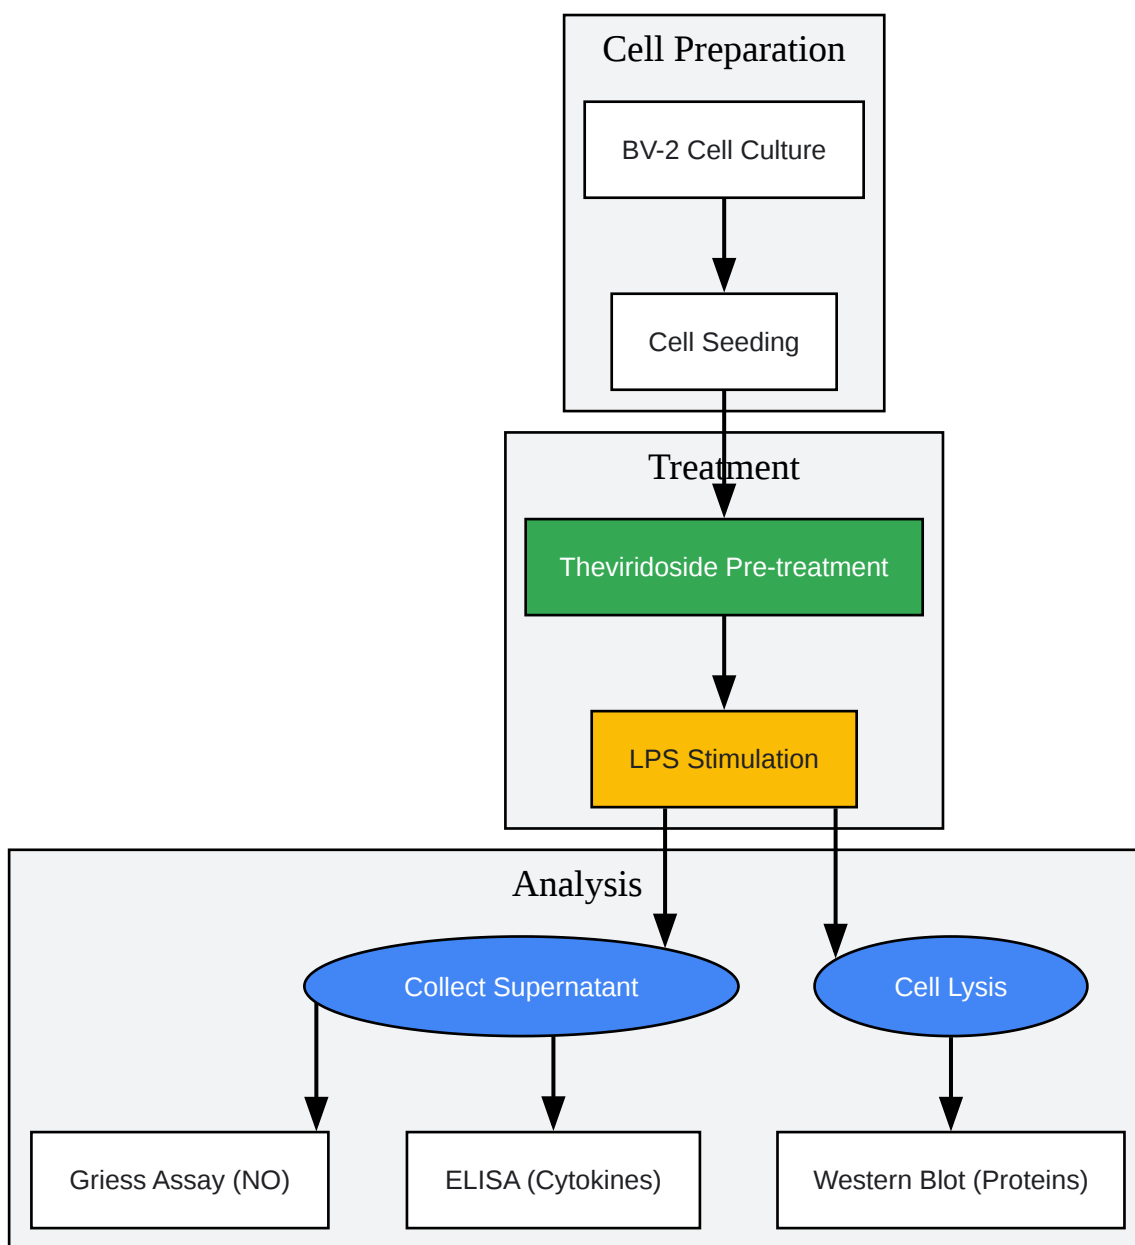 Cell Preparation
BV-2 Cell Culture
Cell Seeding
Treatment
Theviridoside Pre-treatment
LPS Stimulation
Analysis
Collect Supernatant
Cell Lysis
Griess Assay (NO)
ELISA (Cytokines)
Western Blot (Proteins)